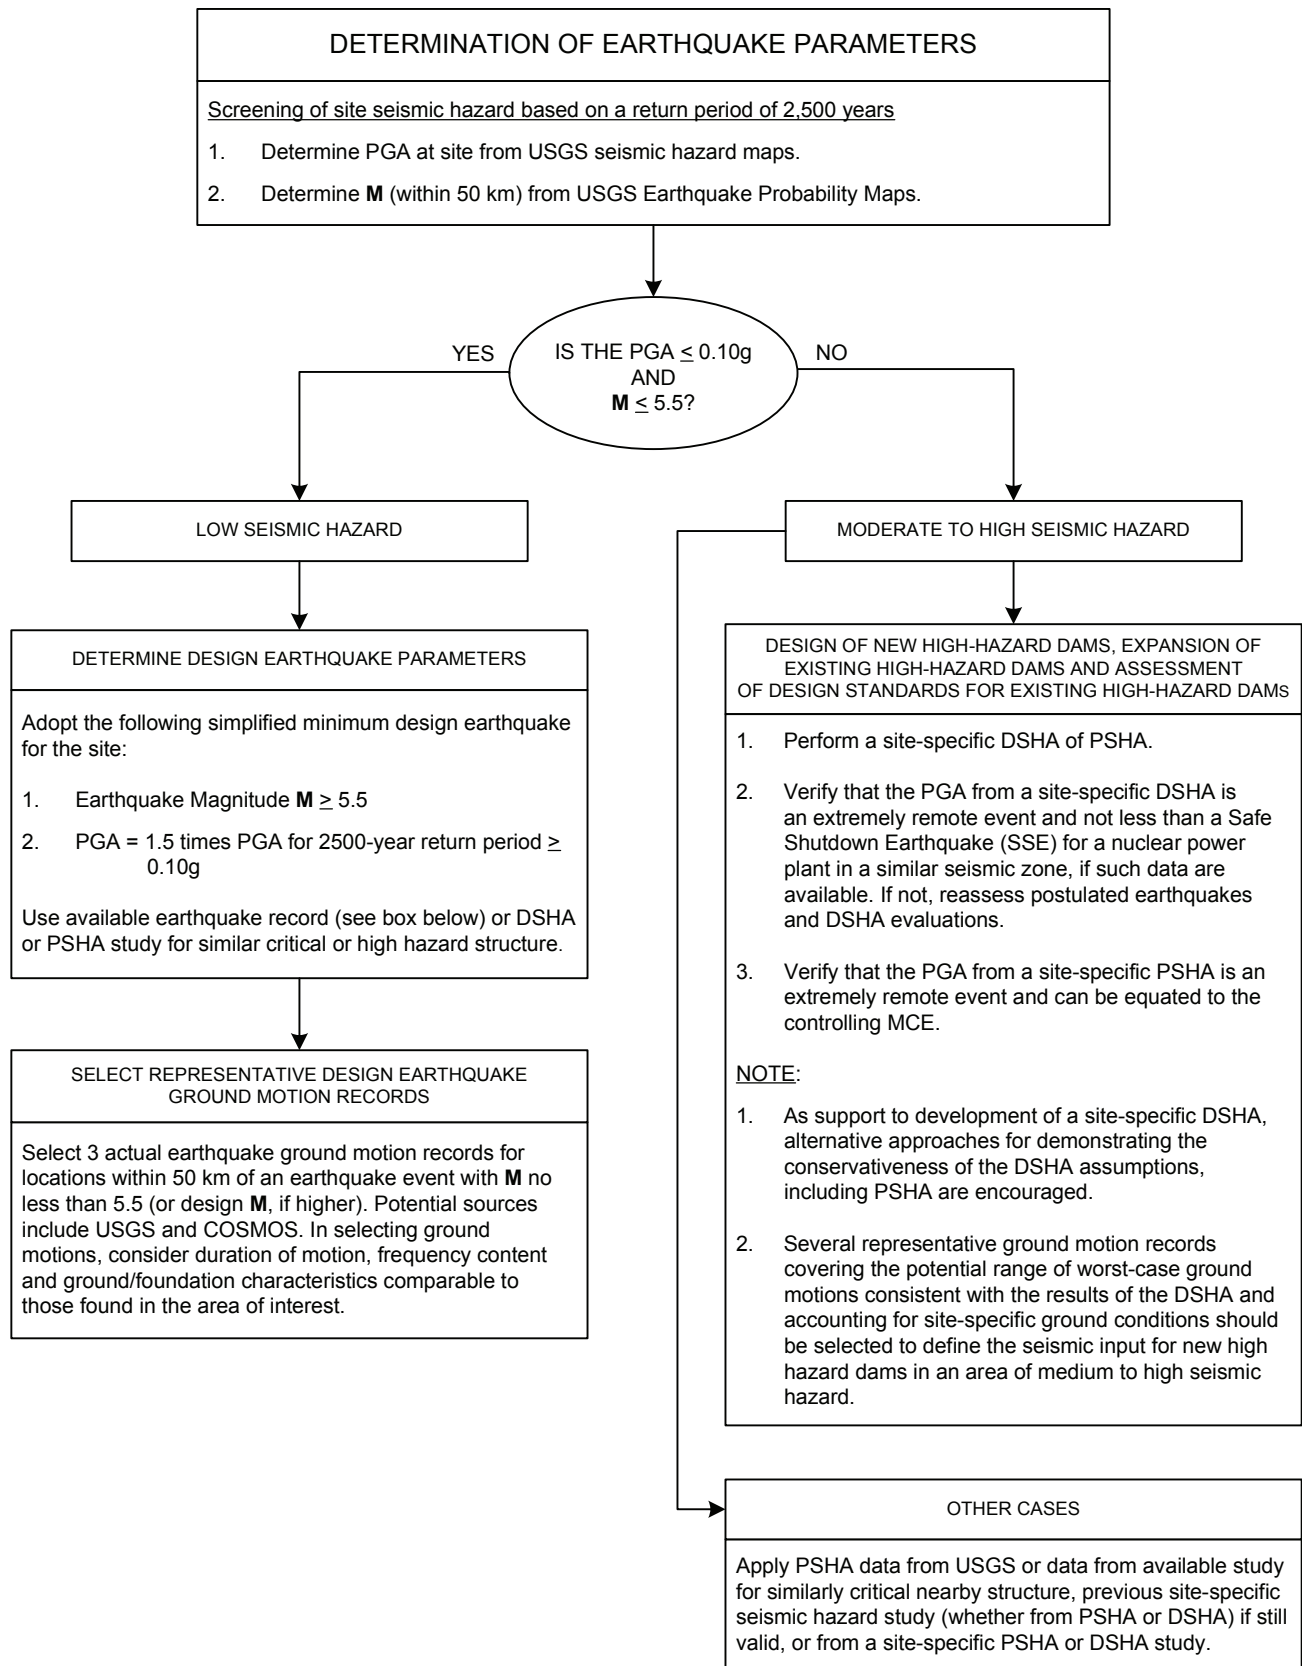 DETERMINATION OF EARTHQUAKE PARAMETERS
Screening of site seismic hazard based on a return period of 2,500 years
1. Determine PGA at site from USGS seismic hazard maps.
2. Determine M (within 50 km) from USGS Earthquake Probability Maps.
YES
IS THE PGA ≤ 0.10g
AND
M ≤ 5.5?
NO
LOW SEISMIC HAZARD
MODERATE TO HIGH SEISMIC HAZARD
DETERMINE DESIGN EARTHQUAKE PARAMETERS
Adopt the following simplified minimum design earthquake
for the site:
1. Earthquake Magnitude M ≥ 5.5
2. PGA = 1.5 times PGA for 2500-year return period ≥
0.10g
Use available earthquake record (see box below) or DSHA
or PSHA study for similar critical or high hazard structure.
SELECT REPRESENTATIVE DESIGN EARTHQUAKE
GROUND MOTION RECORDS
Select 3 actual earthquake ground motion records for
locations within 50 km of an earthquake event with M no
less than 5.5 (or design M, if higher). Potential sources
include USGS and COSMOS. In selecting ground
motions, consider duration of motion, frequency content
and ground/foundation characteristics comparable to
those found in the area of interest.
DESIGN OF NEW HIGH-HAZARD DAMS, EXPANSION OF
EXISTING HIGH-HAZARD DAMS AND ASSESSMENT
OF DESIGN STANDARDS FOR EXISTING HIGH-HAZARD DAMs
1. Perform a site-specific DSHA of PSHA.
2. Verify that the PGA from a site-specific DSHA is
an extremely remote event and not less than a Safe
Shutdown Earthquake (SSE) for a nuclear power
plant in a similar seismic zone, if such data are
available. If not, reassess postulated earthquakes
and DSHA evaluations.
3. Verify that the PGA from a site-specific PSHA is an
extremely remote event and can be equated to the
controlling MCE.
NOTE:
1. As support to development of a site-specific DSHA,
alternative approaches for demonstrating the
conservativeness of the DSHA assumptions,
including PSHA are encouraged.
2. Several representative ground motion records
covering the potential range of worst-case ground
motions consistent with the results of the DSHA and
accounting for site-specific ground conditions should
be selected to define the seismic input for new high
hazard dams in an area of medium to high seismic
hazard.
OTHER CASES
Apply PSHA data from USGS or data from available study
for similarly critical nearby structure, previous site-specific
seismic hazard study (whether from PSHA or DSHA) if still
valid, or from a site-specific PSHA or DSHA study.